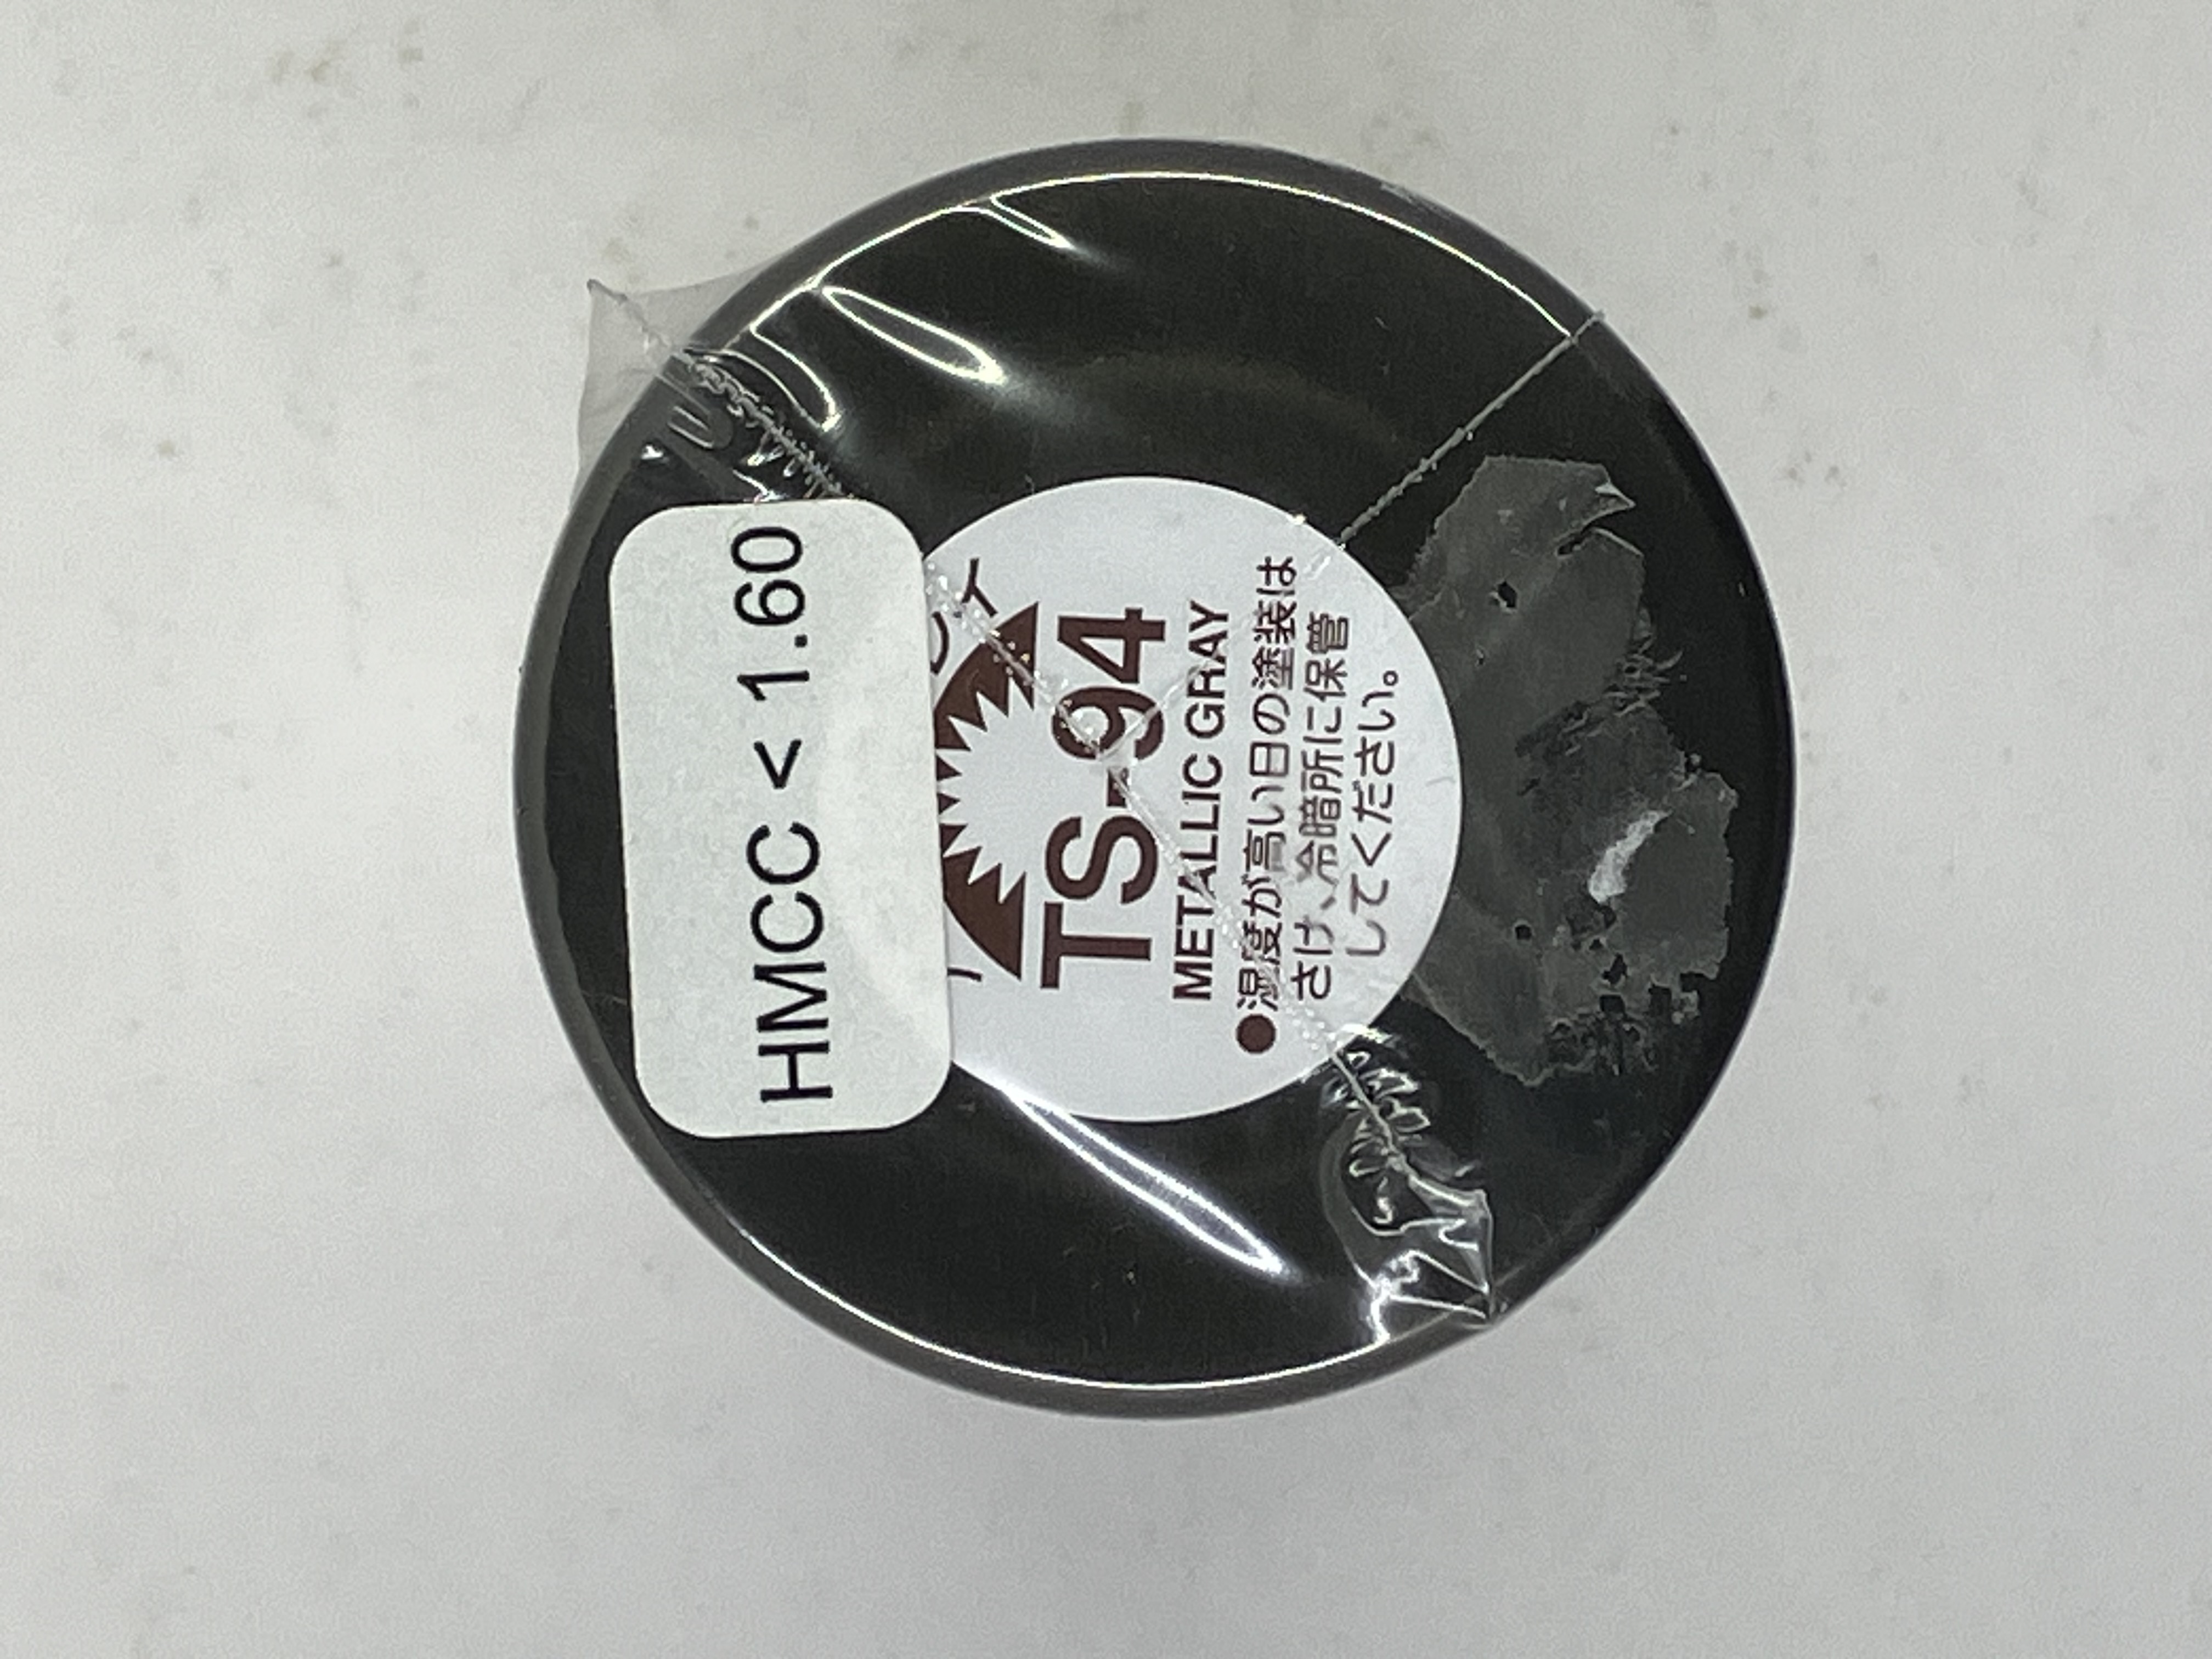 HMCC < 1.60
TS-94
METALLIC GRAY
●湿度が高い日の塗装は
さけ、冷暗所に保管
してください。